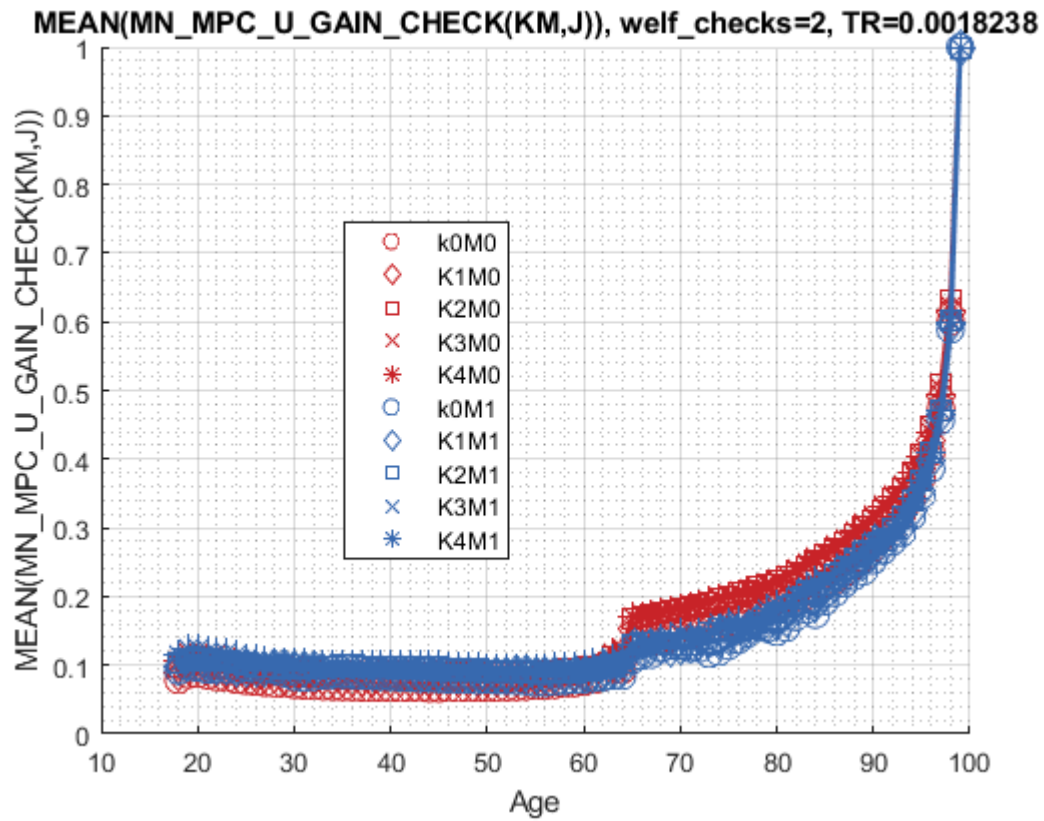 MEAN(MN_MPC_U_GAIN_CHECK(KM,J)), welf_checks=2, TR=0.0018238
MEAN(MN_MPC_U_GAIN_CHECK(KM,J))
1
0.9
0.8
0.7
0.6
0.5
0.4
0.3
0.2
0.1
0
k0M0
K1M0
K2M0
K3M0
K4M0
k0M1
K1M1
K2M1
K3M1
K4M1
10 20 30 40 50 60 70 80 90 100
Age